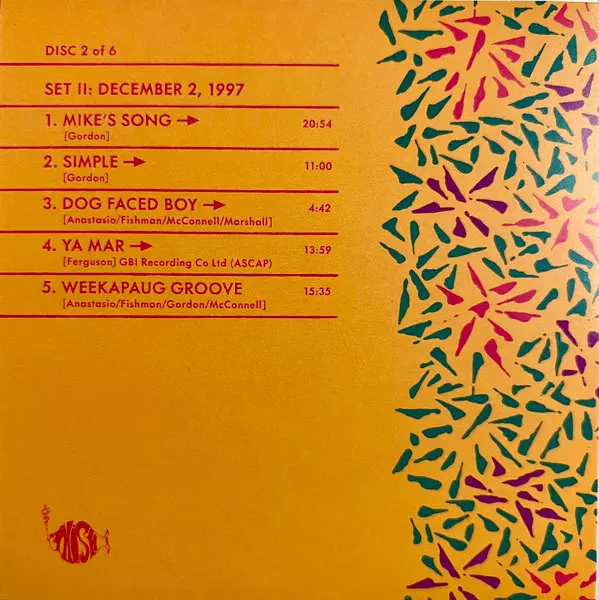 DISC 2 of 6
SET II: DECEMBER 2, 1997
1. MIKE'S SONG → 20:54
[Gordon]
2. SIMPLE → 11:00
[Gordon]
3. DOG FACED BOY → 4:42
[Anastasio/Fishman/McConnell/Marshall]
4. YA MAR → 13:59
[Ferguson] GBI Recording Co Ltd (ASCAP)
5. WEEKAPAUG GROOVE 15:35
[Anastasio/Fishman/Gordon/McConnell]
PHISH